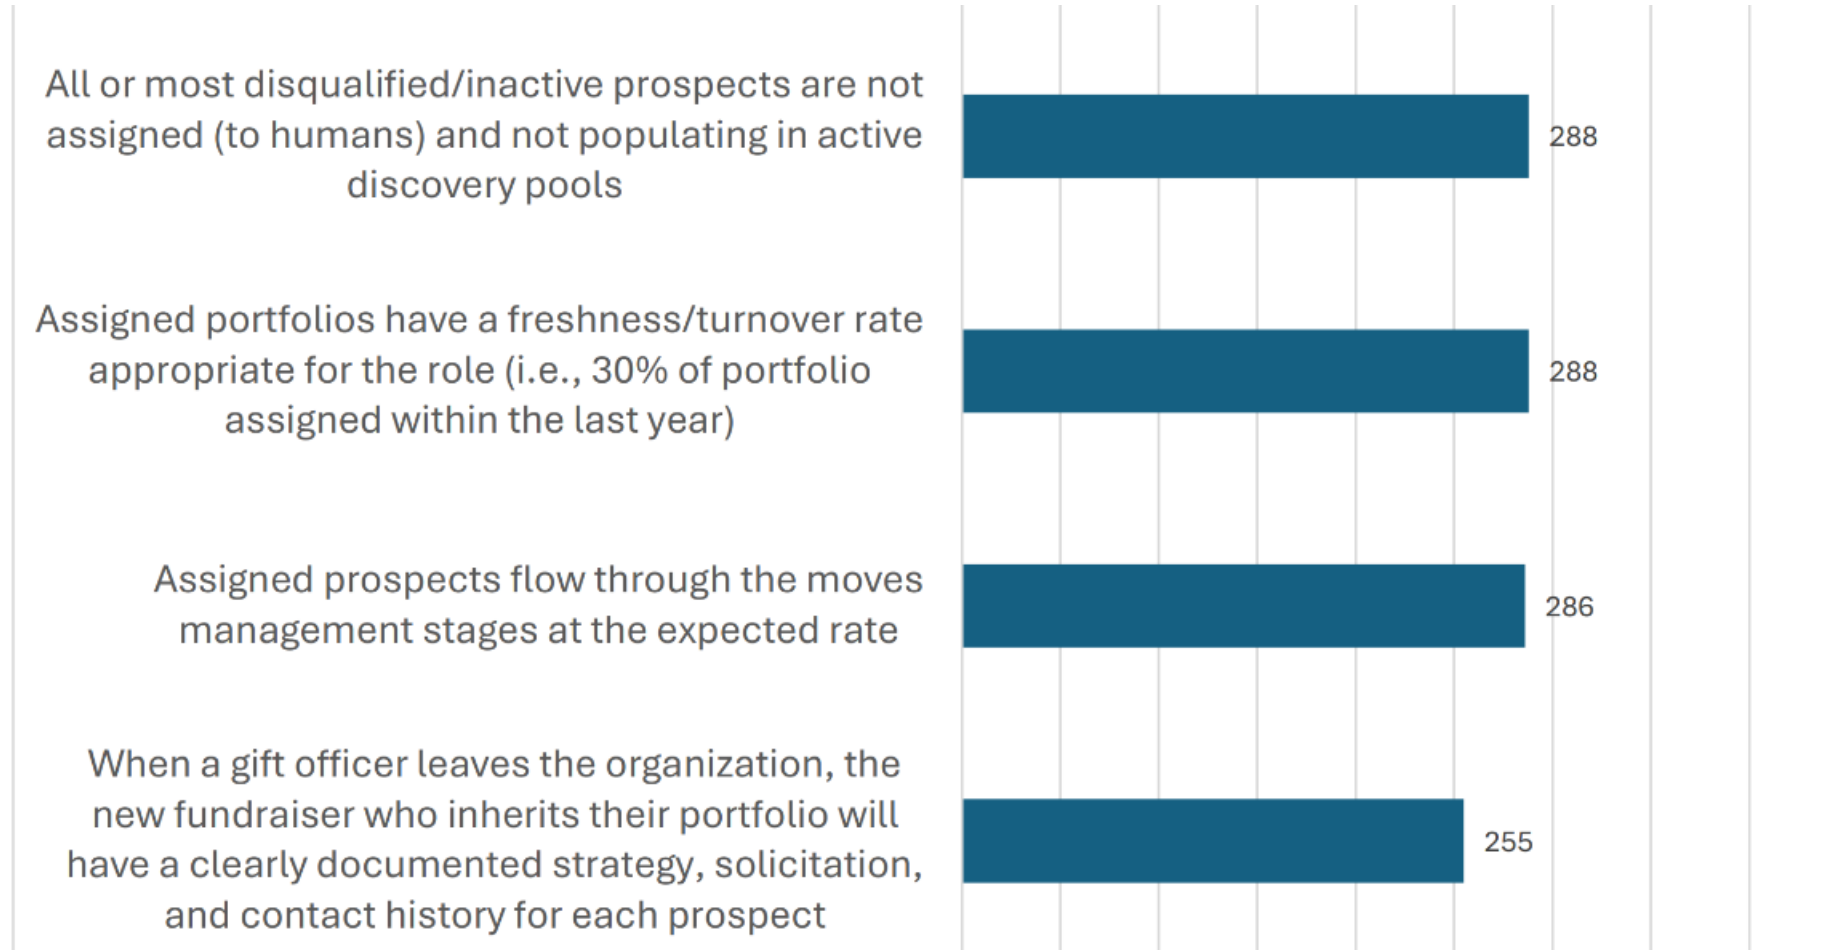 All or most disqualified/inactive prospects are not
assigned (to humans) and not populating in active
discovery pools
288
Assigned portfolios have a freshness/turnover rate
appropriate for the role (i.e., 30% of portfolio
assigned within the last year)
288
Assigned prospects flow through the moves
management stages at the expected rate
286
When a gift officer leaves the organization, the
new fundraiser who inherits their portfolio will
have a clearly documented strategy, solicitation,
and contact history for each prospect
255